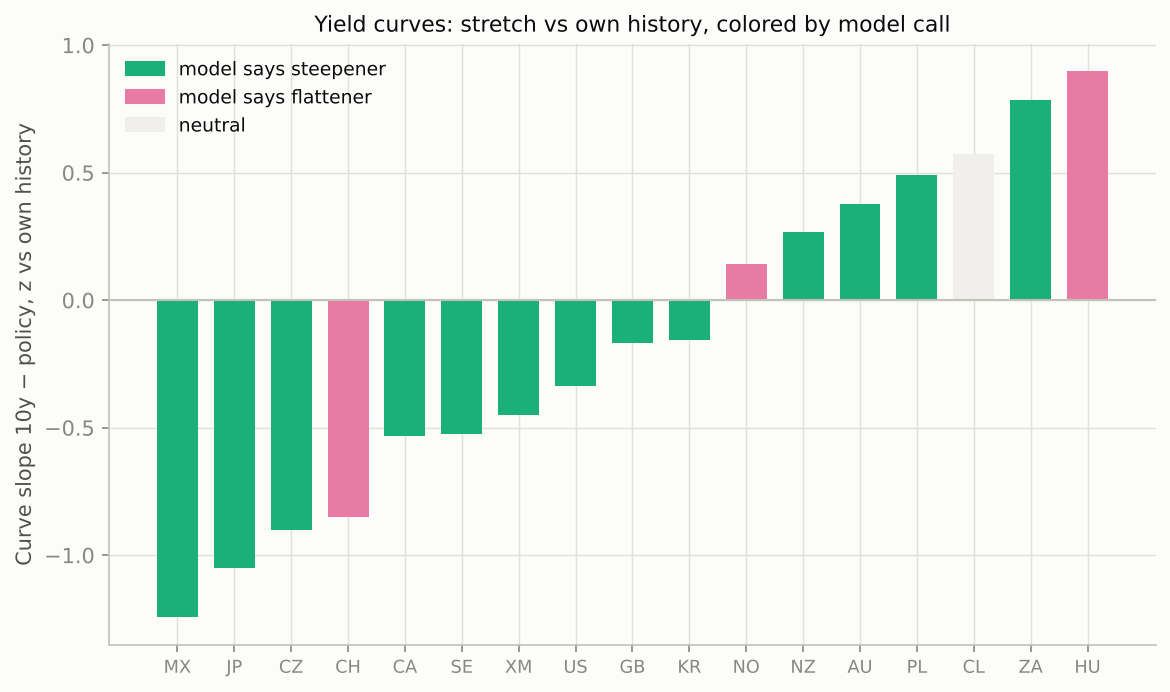 Yield curves: stretch vs own history, colored by model call
model says steepener
model says flattener
neutral
Curve slope 10y − policy, z vs own history
1.0
0.5
0.0
−0.5
−1.0
MX JP CZ CH CA SE XM US GB KR NO NZ AU PL CL ZA HU